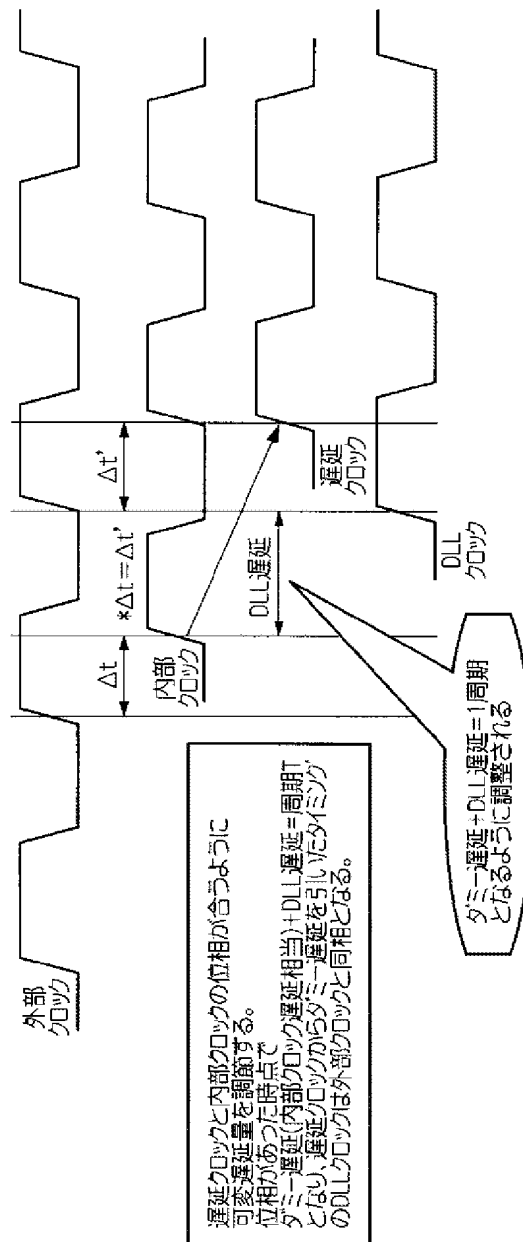 外部
クロック
Δt
*Δt=Δt'
Δt'
内部
クロック
DLL遅延
遅延
クロック
DLL
クロック
遅延クロックと内部クロックの位相が合うように
可変遅延量を調節する。
位相があった時点で
ダミー遅延(内部クロック遅延相当)+DLL遅延=周期T
となり、遅延クロックからダミー遅延を引いたタイミング
のDLLクロックは外部クロックと同相となる。
ダミー遅延+DLL遅延=1周期
となるように調整される